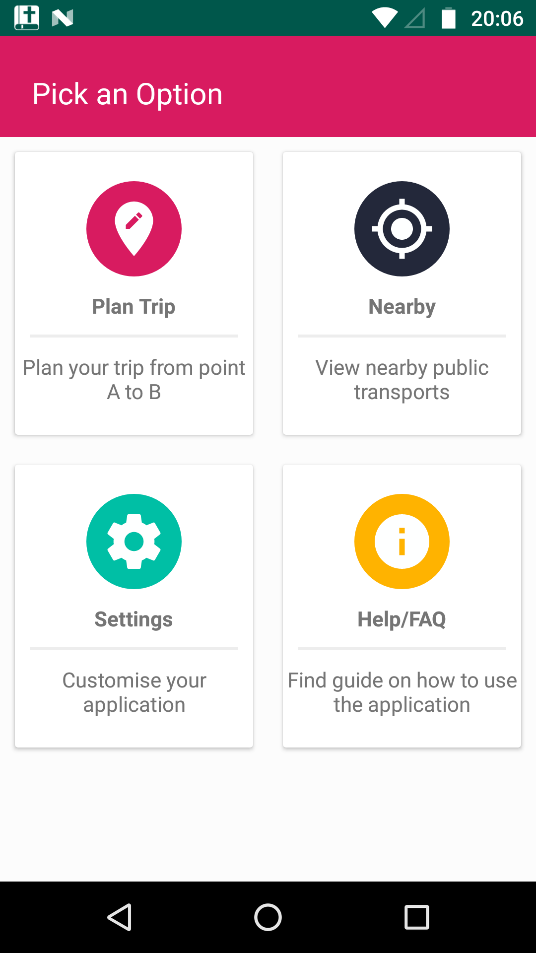 20:06
Pick an Option
Plan Trip
Plan your trip from point
A to B
Nearby
View nearby public
transports
Settings
Customise your
application
Help/FAQ
Find guide on how to use
the application